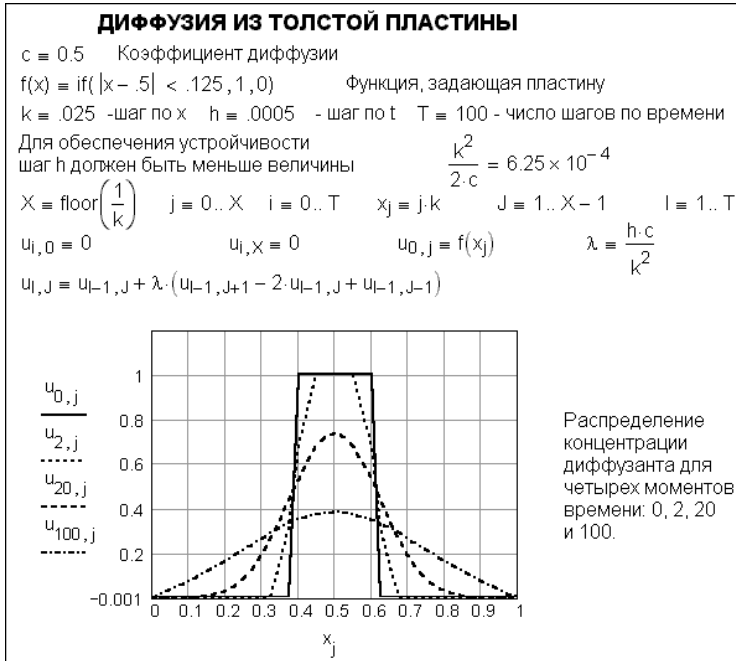 ДИФФУЗИЯ ИЗ ТОЛСТОЙ ПЛАСТИНЫ
c ≡ 0.5 Коэффициент диффузии
f(x) ≡ if( |x − .5| < .125 , 1 , 0) Функция, задающая пластину
k ≡ .025 -шаг по x h ≡ .0005 - шаг по t T ≡ 100 - число шагов по времени
Для обеспечения устройчивости
шаг h должен быть меньше величины k²/(2·c) = 6.25 × 10⁻⁴
X ≡ floor(1/k) j ≡ 0.. X i ≡ 0.. T x_j ≡ j·k J ≡ 1.. X − 1 I ≡ 1.. T
u_{i,0} ≡ 0 u_{i,X} ≡ 0 u_{0,j} ≡ f(x_j) λ ≡ h·c/k²
u_{I,J} ≡ u_{I−1,J} + λ·(u_{I−1,J+1} − 2·u_{I−1,J} + u_{I−1,J−1})
u_{0,j}
u_{2,j}
u_{20,j}
u_{100,j}
1
0.8
0.6
0.4
0.2
−0.001
0 0.1 0.2 0.3 0.4 0.5 0.6 0.7 0.8 0.9 1
x_j
Распределение
концентрации
диффузанта для
четырех моментов
времени: 0, 2, 20
и 100.